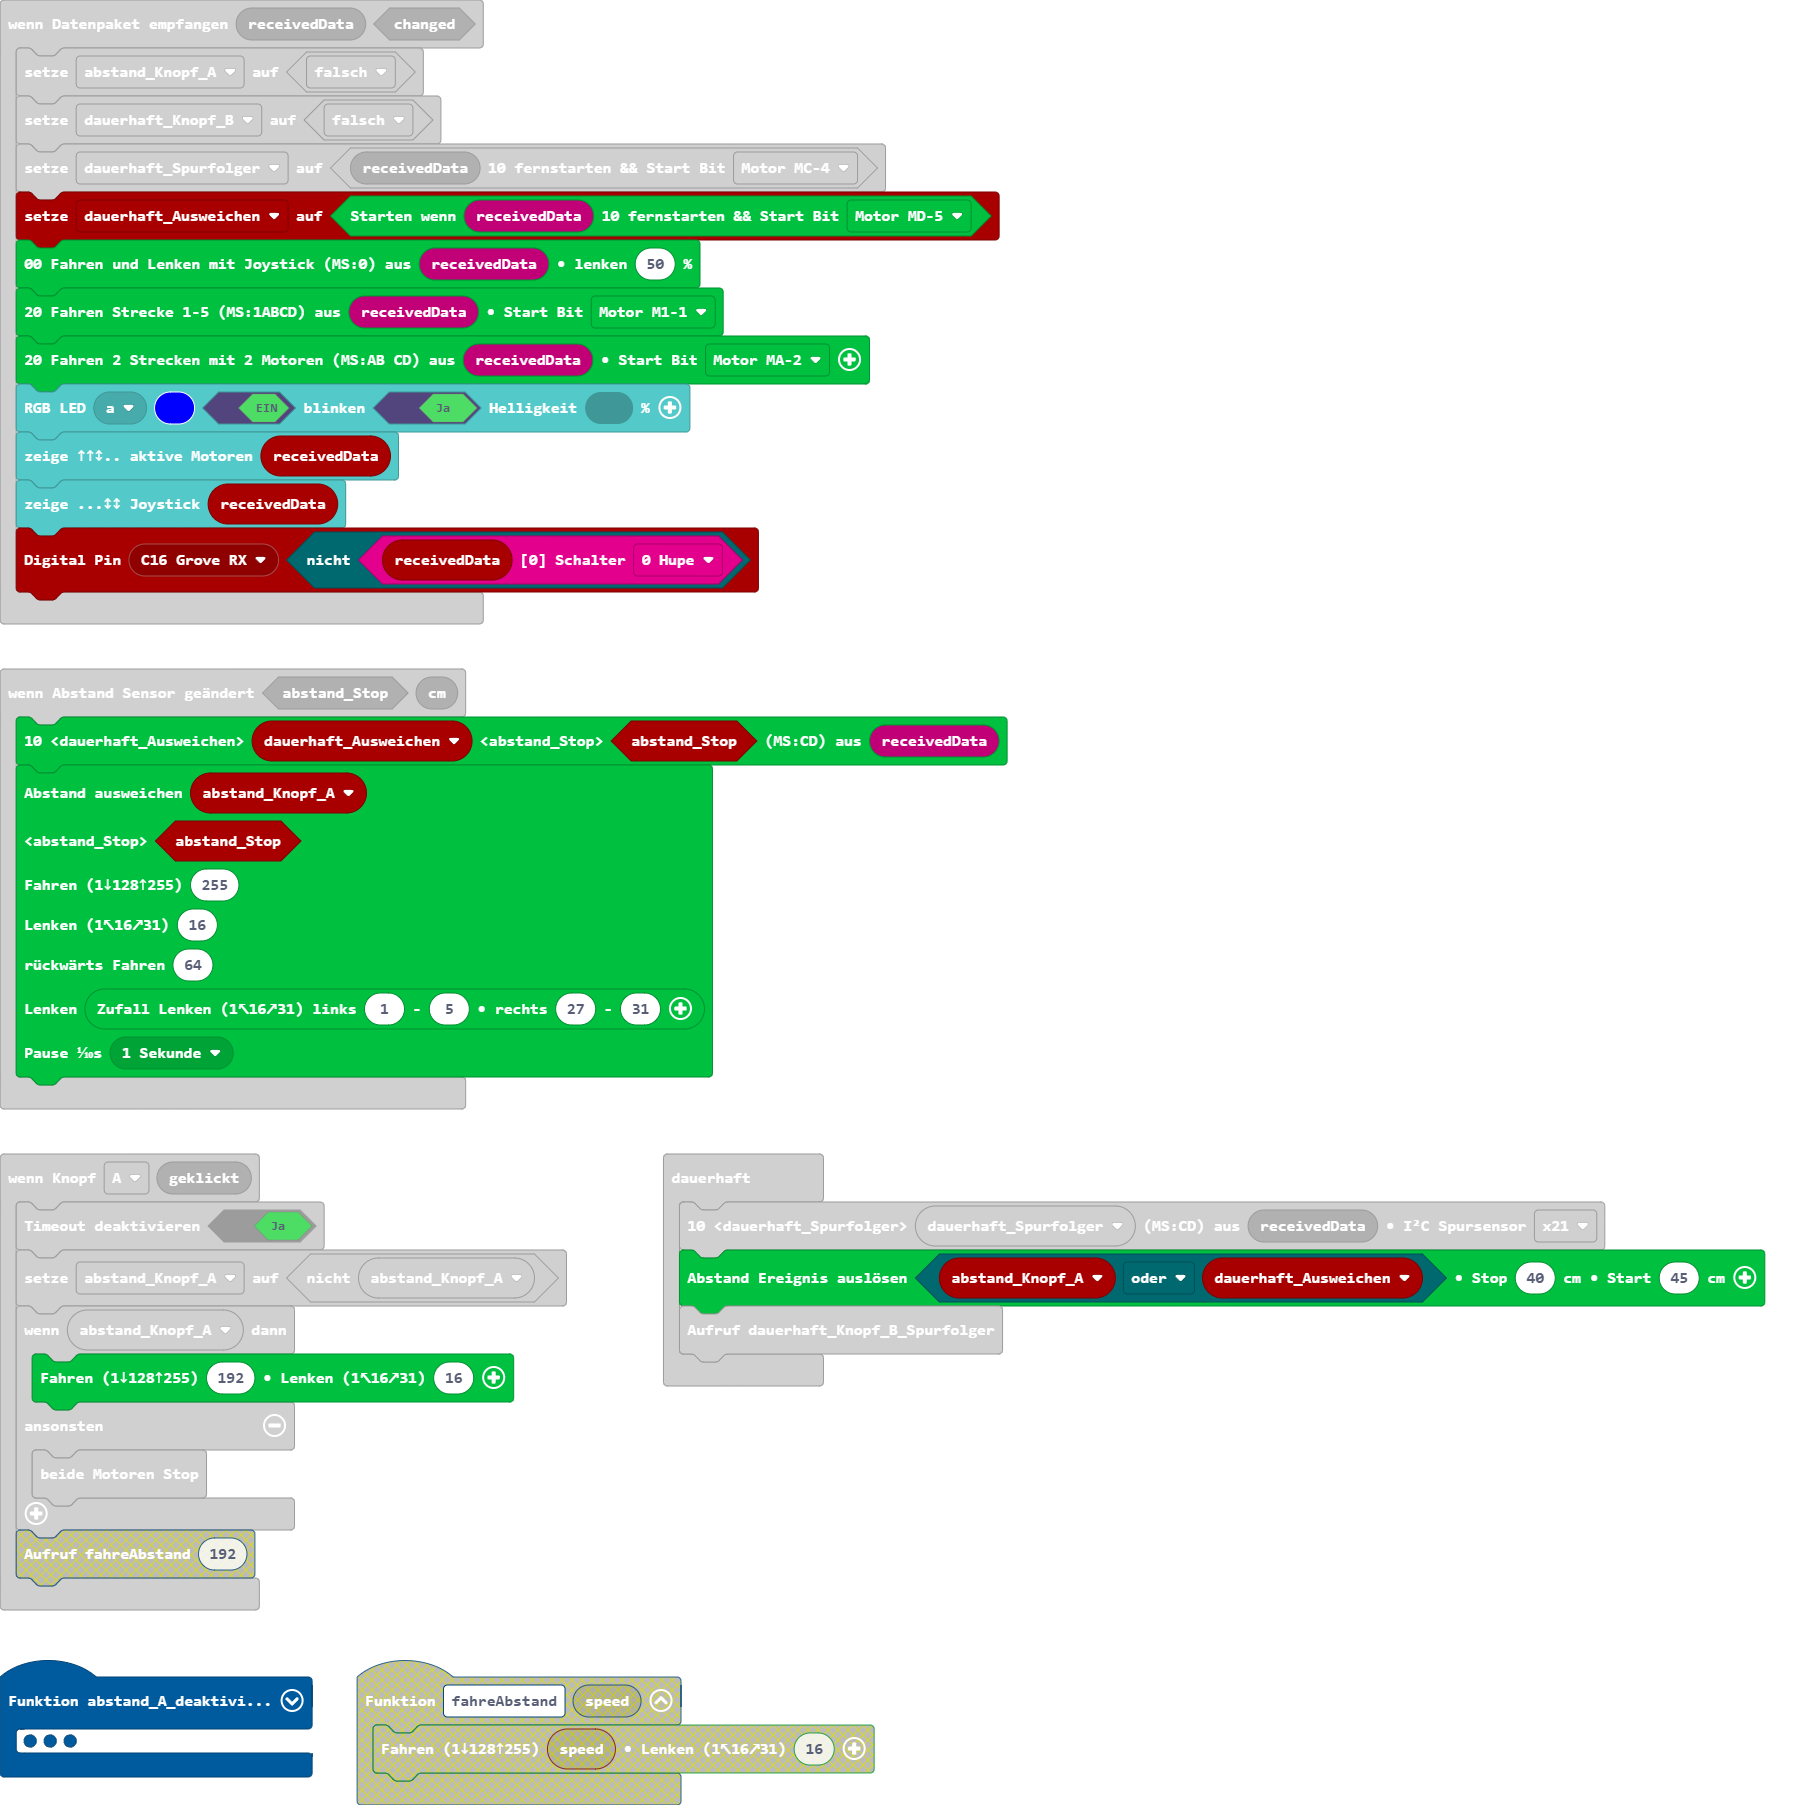 wenn Datenpaket empfangen receivedData changed
setze abstand_Knopf_A auf falsch
setze dauerhaft_Knopf_B auf falsch
setze dauerhaft_Spurfolger auf receivedData 10 fernstarten && Start Bit Motor MC-4
setze dauerhaft_Ausweichen auf Starten wenn receivedData 10 fernstarten && Start Bit Motor MD-5
00 Fahren und Lenken mit Joystick (MS:0) aus receivedData • lenken 50 %
20 Fahren Strecke 1-5 (MS:1ABCD) aus receivedData • Start Bit Motor M1-1
20 Fahren 2 Strecken mit 2 Motoren (MS:AB CD) aus receivedData • Start Bit Motor MA-2
RGB LED a EIN blinken Ja Helligkeit %
zeige ↑↑↕.. aktive Motoren receivedData
zeige ...↕↕ Joystick receivedData
Digital Pin C16 Grove RX nicht receivedData [0] Schalter 0 Hupe
wenn Abstand Sensor geändert abstand_Stop cm
10 <dauerhaft_Ausweichen> dauerhaft_Ausweichen <abstand_Stop> abstand_Stop (MS:CD) aus receivedData
Abstand ausweichen abstand_Knopf_A
<abstand_Stop> abstand_Stop
Fahren (1↓128↑255) 255
Lenken (1↖16↗31) 16
rückwärts Fahren 64
Lenken Zufall Lenken (1↖16↗31) links 1 - 5 • rechts 27 - 31
Pause ⅒s 1 Sekunde
wenn Knopf A geklickt
Timeout deaktivieren Ja
setze abstand_Knopf_A auf nicht abstand_Knopf_A
wenn abstand_Knopf_A dann
Fahren (1↓128↑255) 192 • Lenken (1↖16↗31) 16
ansonsten
beide Motoren Stop
Aufruf fahreAbstand 192
dauerhaft
10 <dauerhaft_Spurfolger> dauerhaft_Spurfolger (MS:CD) aus receivedData • I²C Spursensor x21
Abstand Ereignis auslösen abstand_Knopf_A oder dauerhaft_Ausweichen • Stop 40 cm • Start 45 cm
Aufruf dauerhaft_Knopf_B_Spurfolger
Funktion abstand_A_deaktivi...
Funktion fahreAbstand speed
Fahren (1↓128↑255) speed • Lenken (1↖16↗31) 16